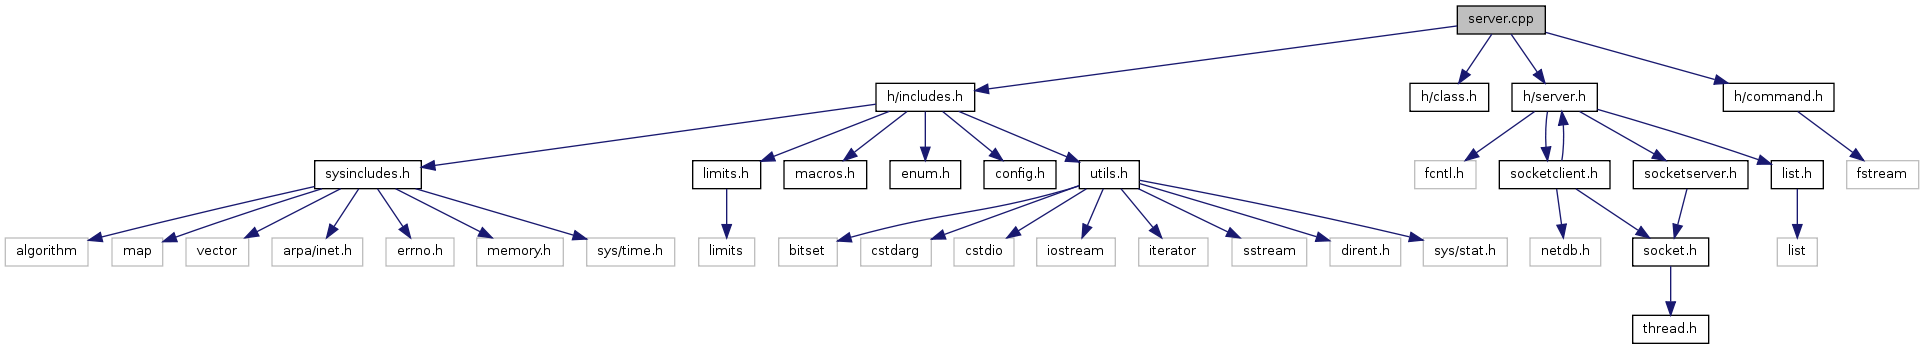 server.cpp
h/includes.h
h/class.h
h/server.h
h/command.h
sysincludes.h
limits.h
macros.h
enum.h
config.h
utils.h
fcntl.h
socketclient.h
socketserver.h
list.h
fstream
algorithm
map
vector
arpa/inet.h
errno.h
memory.h
sys/time.h
limits
bitset
cstdarg
cstdio
iostream
iterator
sstream
dirent.h
sys/stat.h
netdb.h
socket.h
list
thread.h